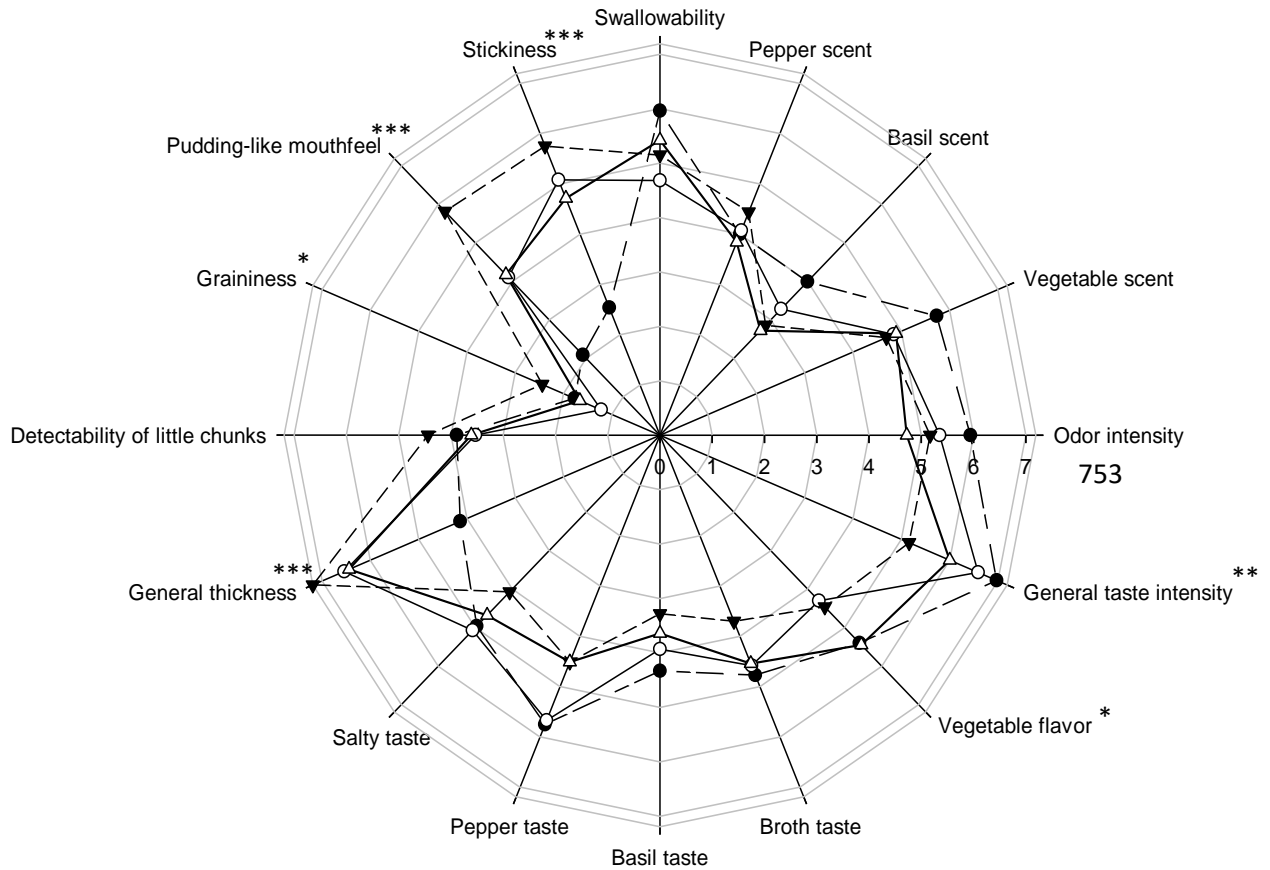 Swallowability
Stickiness ***
Pepper scent
Pudding-like mouthfeel ***
Basil scent
Graininess *
Vegetable scent
Detectability of little chunks
Odor intensity
0 1 2 3 4 5 6 7
753
General thickness ***
General taste intensity **
Vegetable flavor *
Salty taste
Pepper taste
Broth taste
Basil taste